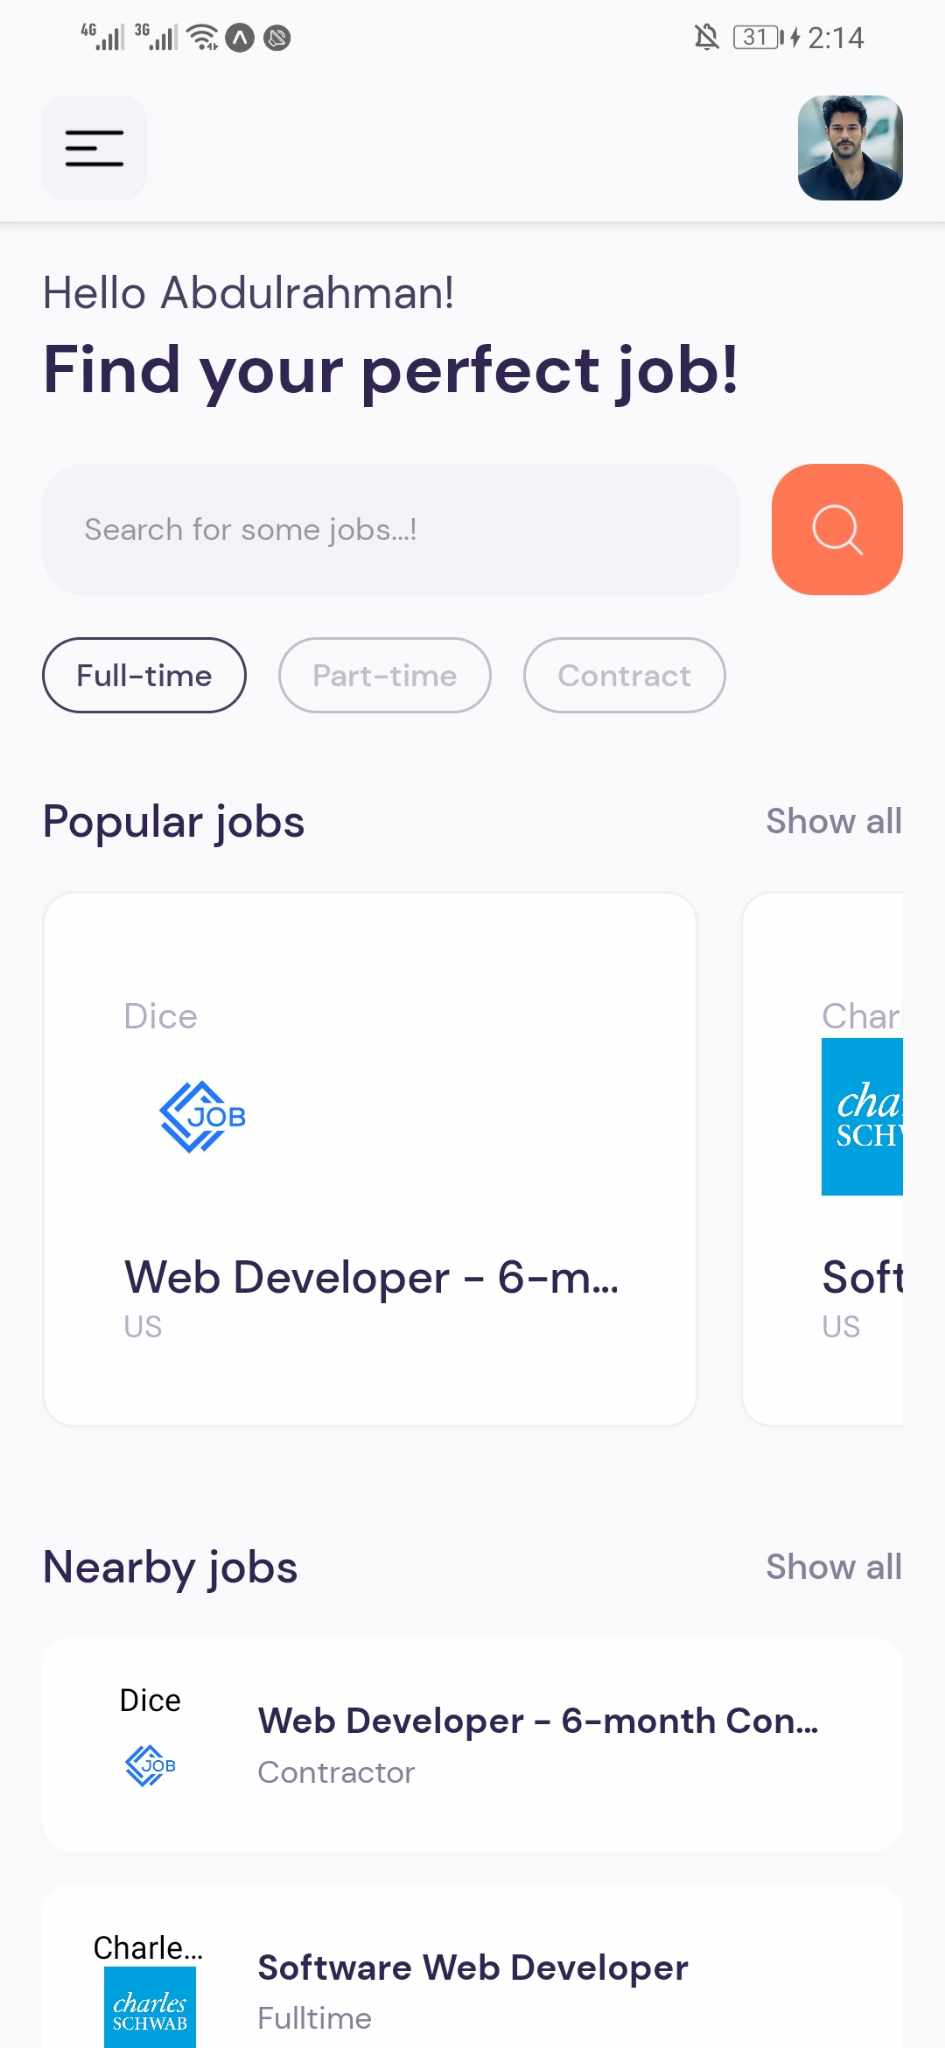 4G 3G 31 2:14
Hello Abdulrahman!
Find your perfect job!
Search for some jobs...!
Full-time Part-time Contract
Popular jobs Show all
Dice Char
JOB cha
SCH
Web Developer - 6-m... Soft
US US
Nearby jobs Show all
Dice
JOB
Web Developer - 6-month Con...
Contractor
Charle...
charles
SCHWAB
Software Web Developer
Fulltime